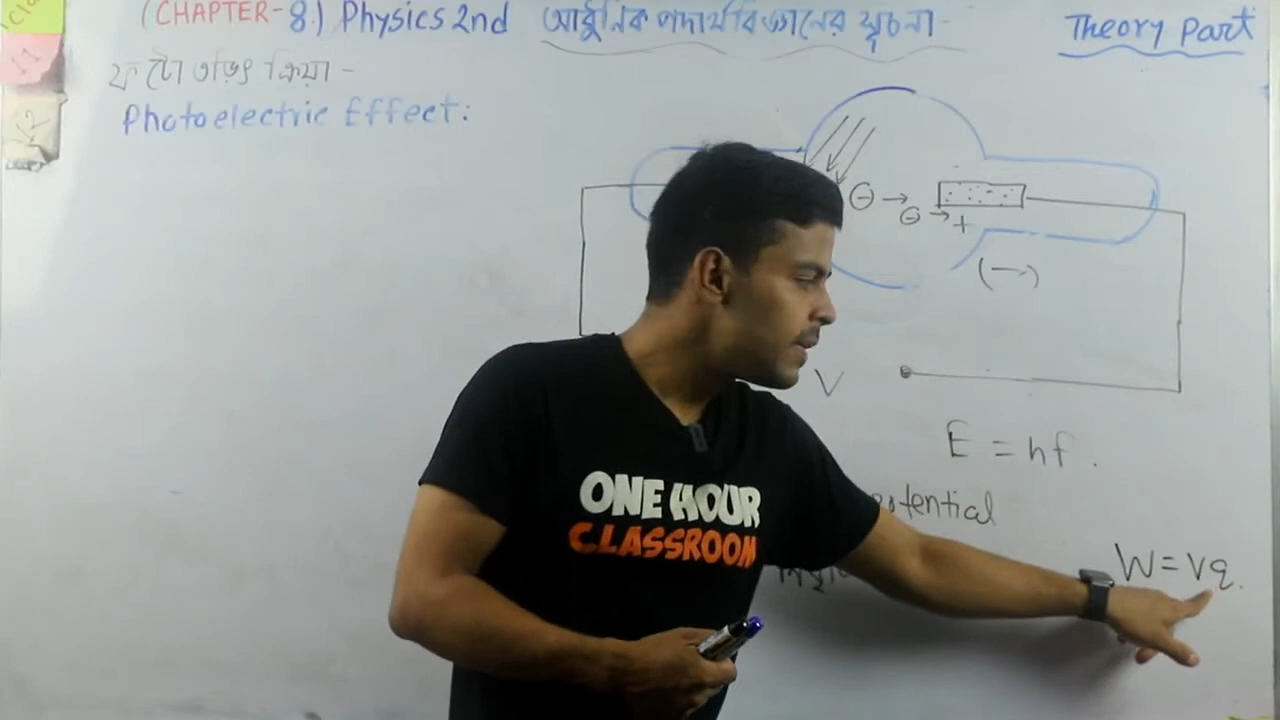 (CHAPTER-8.) Physics 2nd আধুনিক পদার্থবিজ্ঞানের সূচনা- Theory Part
ফটো তড়িৎ ক্রিয়া -
Photoelectric Effect:
⊖ →
⊖ → +
(→)
V
E = hf.
potential
W = Vq.
ONE HOUR
CLASSROOM